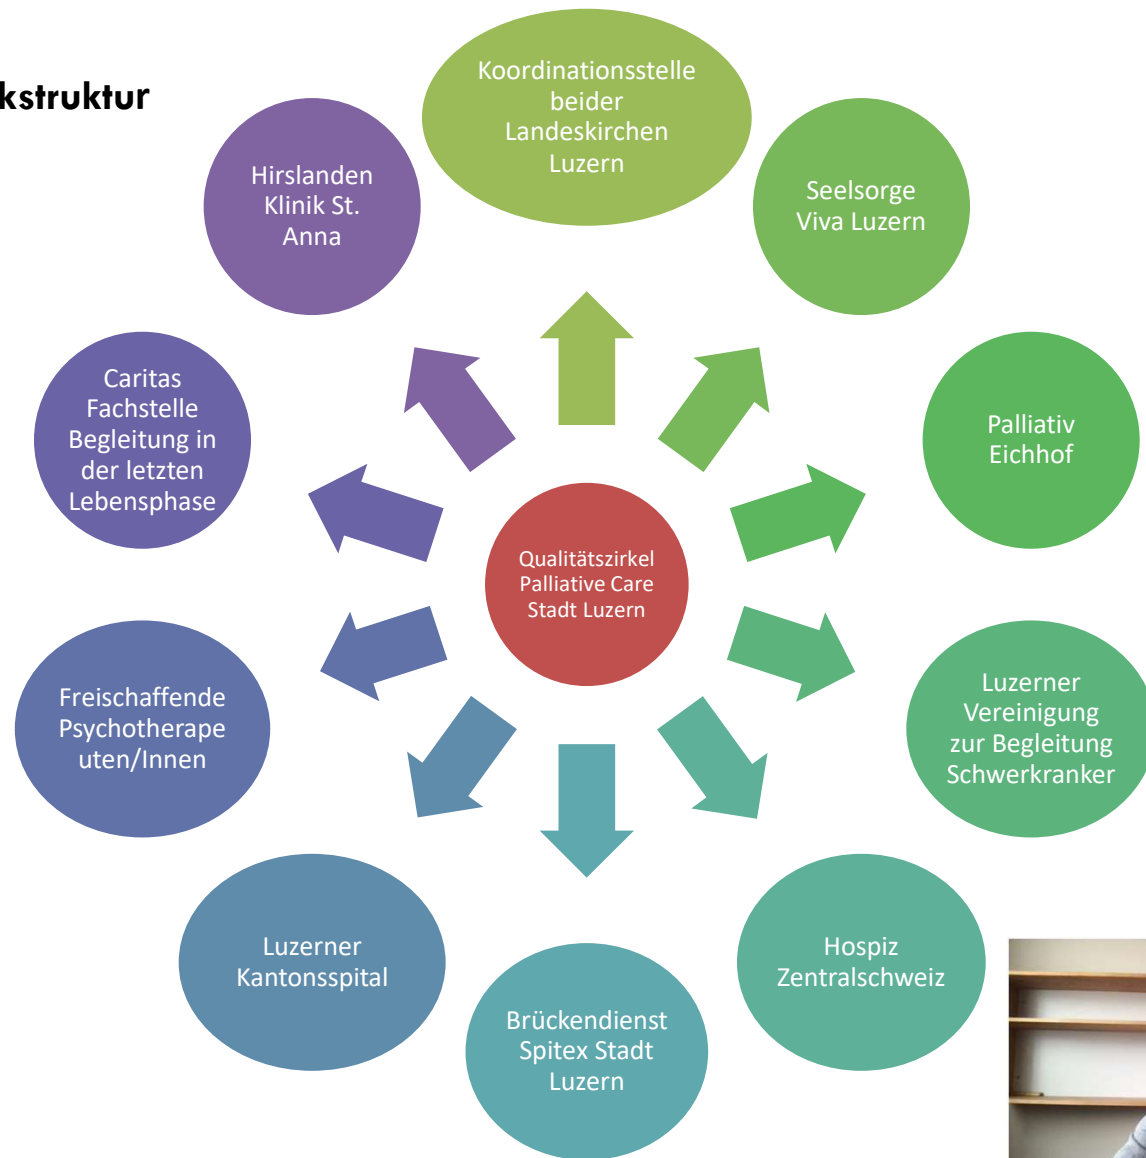 kstruktur
Koordinationsstelle
beider
Landeskirchen
Luzern
Seelsorge
Viva Luzern
Palliativ
Eichhof
Luzerner
Vereinigung
zur Begleitung
Schwerkranker
Hospiz
Zentralschweiz
Brückendienst
Spitex Stadt
Luzern
Luzerner
Kantonsspital
Freischaffende
Psychotherape
uten/Innen
Caritas
Fachstelle
Begleitung in
der letzten
Lebensphase
Hirslanden
Klinik St.
Anna
Qualitätszirkel
Palliative Care
Stadt Luzern